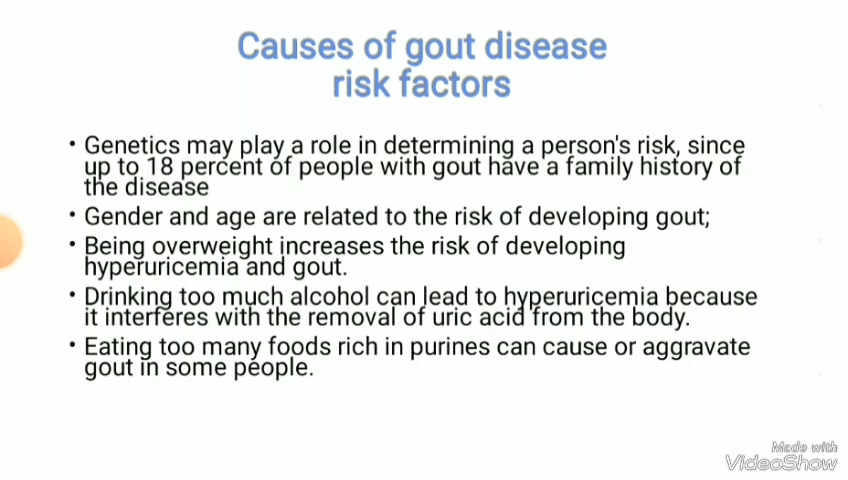 Causes of gout disease
risk factors
• Genetics may play a role in determining a person's risk, since
up to 18 percent of people with gout have a family history of
the disease
• Gender and age are related to the risk of developing gout;
• Being overweight increases the risk of developing
hyperuricemia and gout.
• Drinking too much alcohol can lead to hyperuricemia because
it interferes with the removal of uric acid from the body.
• Eating too many foods rich in purines can cause or aggravate
gout in some people.
Made with
VideoShow